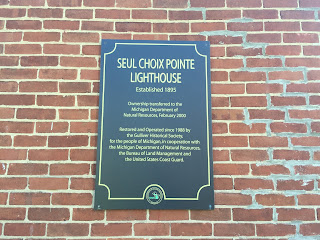 SEUL CHOIX POINTE
LIGHTHOUSE
Established 1895
Ownership transferred to the
Michigan Department of
Natural Resources, February 2000
Restored and Operated since 1988 by
the Gulliver Historical Society,
for the people of Michigan, in cooperation with
the Michigan Department of Natural Resources,
the Bureau of Land Management and
the United States Coast Guard.